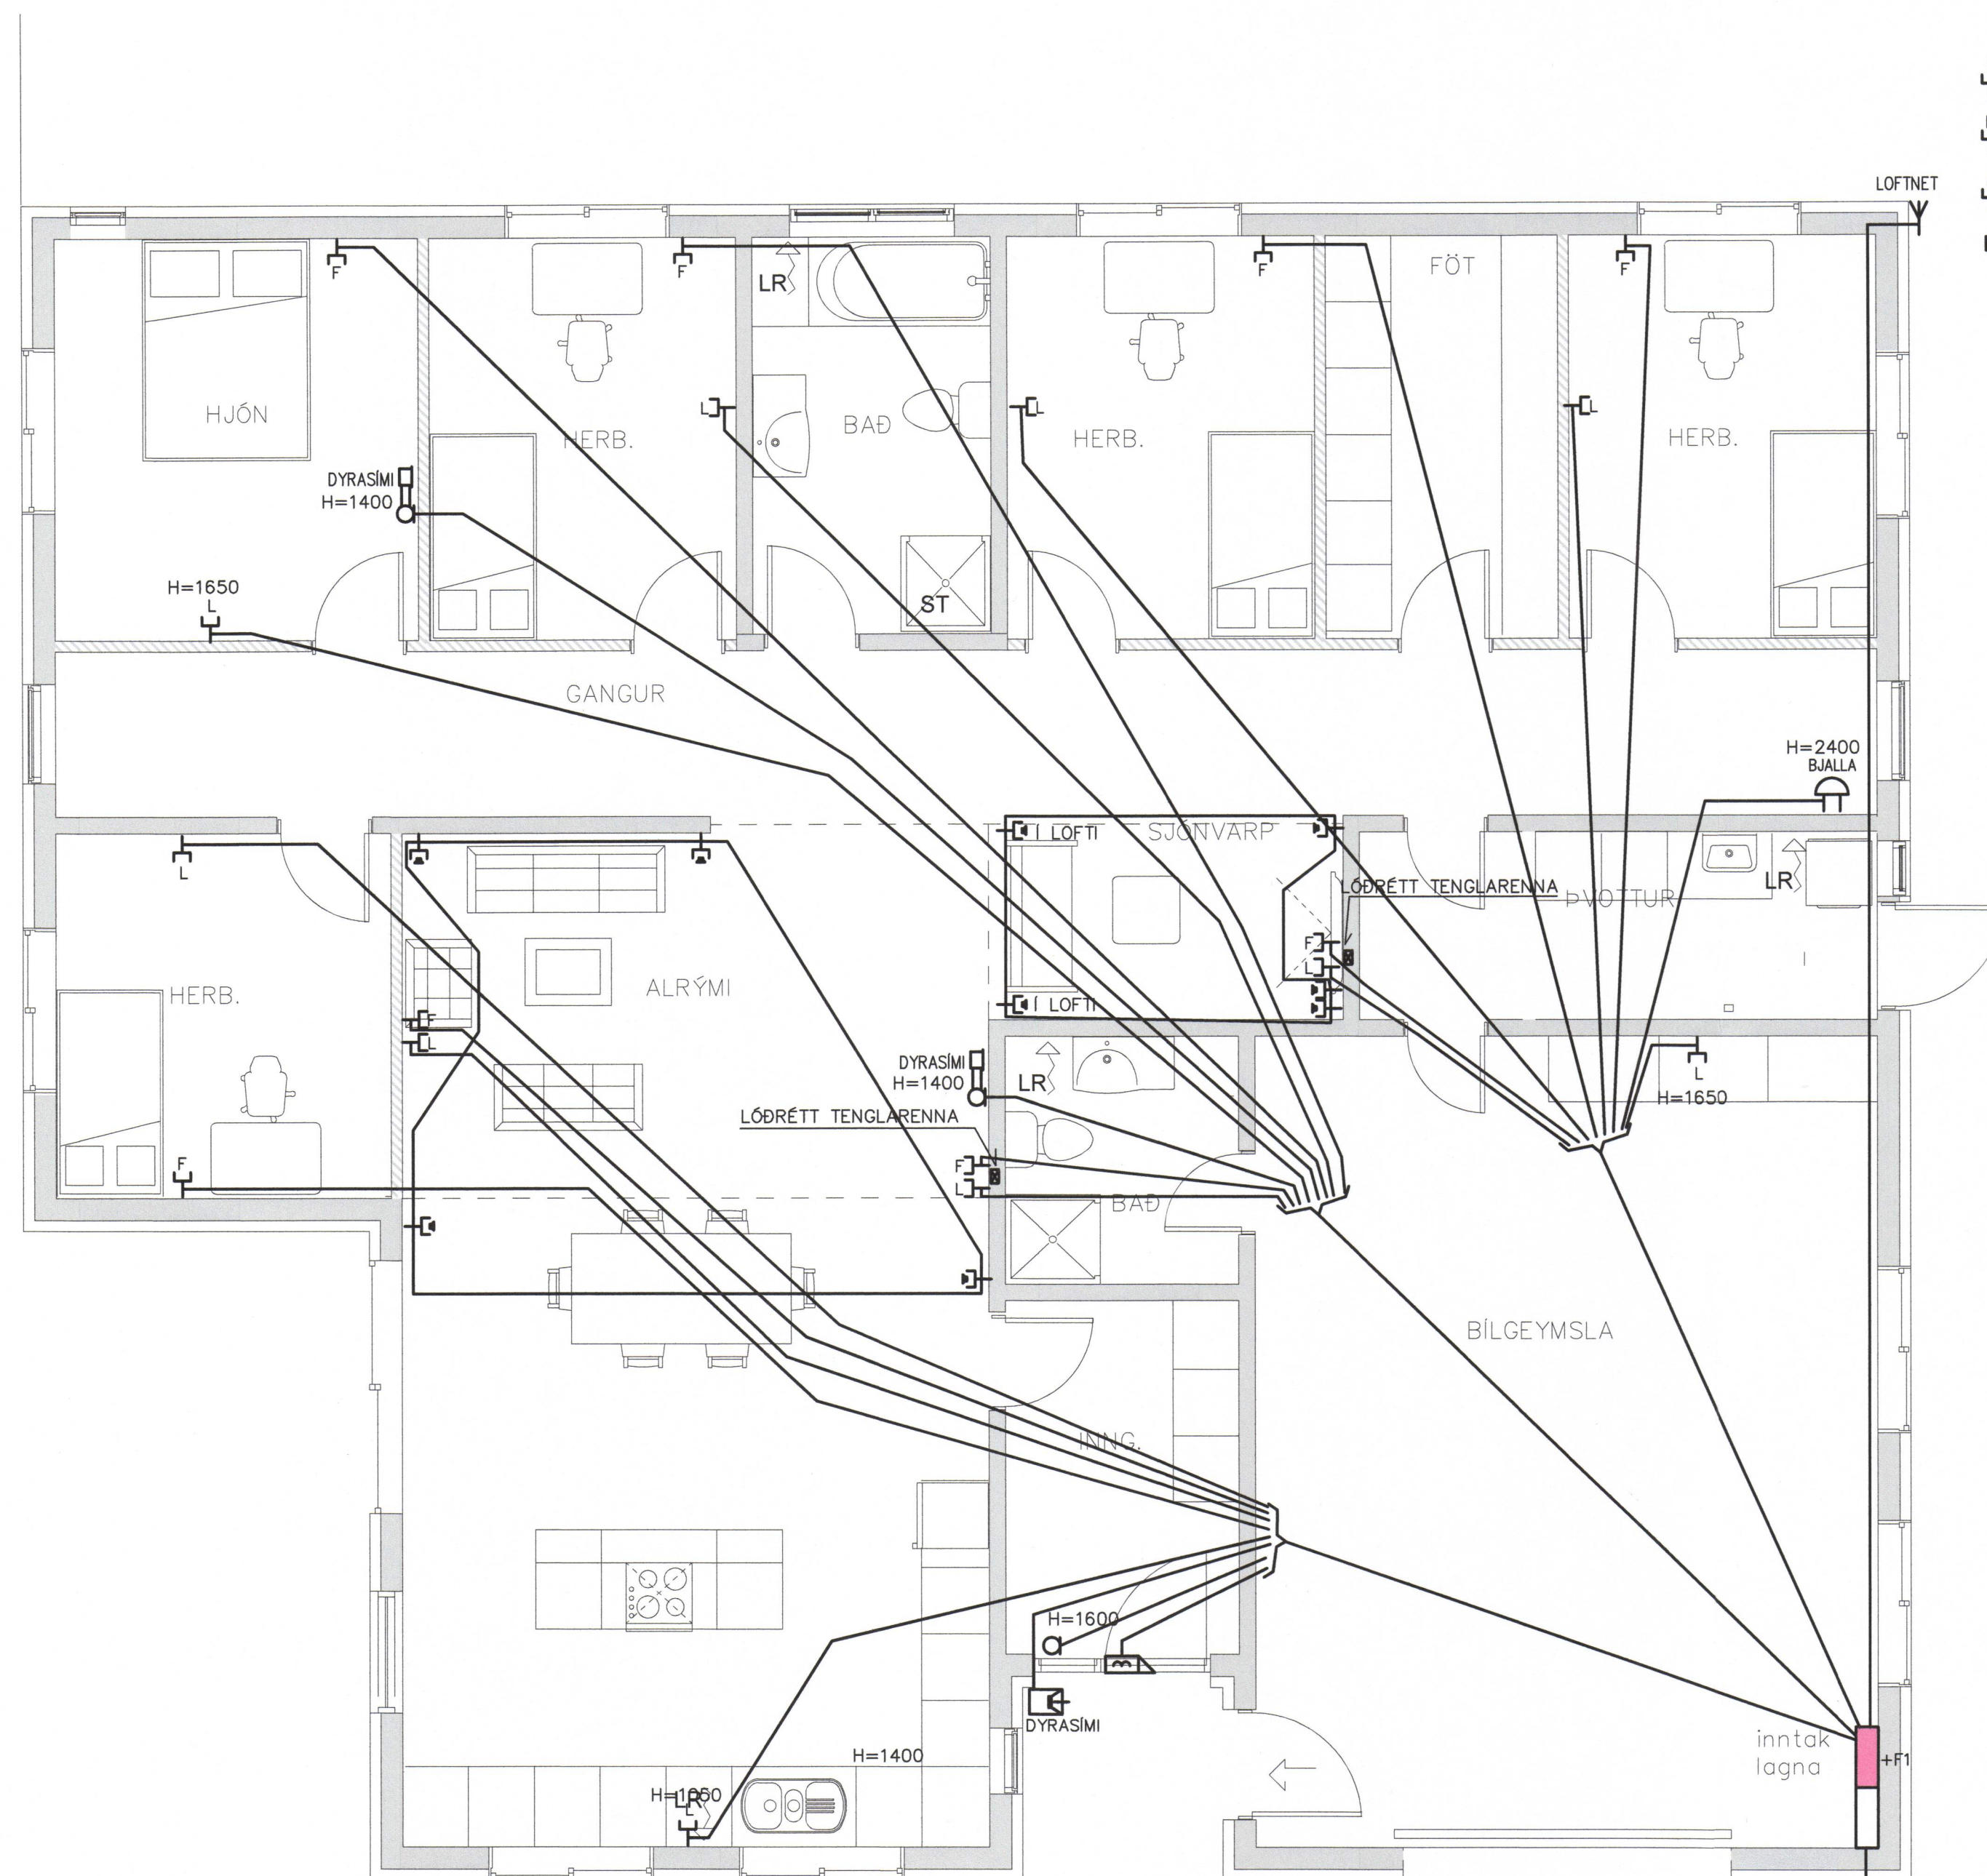 LOFTNET
F
F
F
F
LR
FÖT
HJÓN
HERB.
L
BAÐ
L
HERB.
L
HERB.
DYRASÍMI
H=1400
H=1650
L
ST
GANGUR
H=2400
BJALLA
Í LOFTI
SJÓNVARP
L
LÓÐRÉTT TENGLARENNA
LR
ÞVOTTUR
F
L
HERB.
ALRÝMI
Í LOFTI
F
L
DYRASÍMI
H=1400
LR
L
H=1650
LÓÐRÉTT TENGLARENNA
F
F
L
BAÐ
BÍLGEYMSLA
INNG.
H=1600
DYRASÍMI
inntak
lagna
+F1
H=1400
LR
L